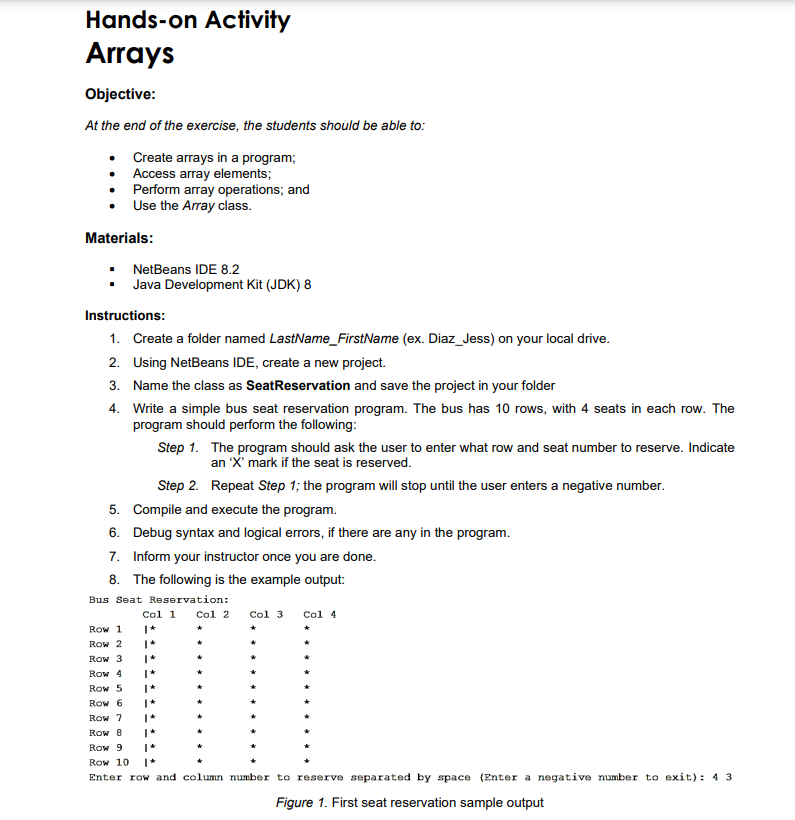 Hands-on Activity
Arrays
Objective:
At the end of the exercise, the students should be able to:
• Create arrays in a program;
• Access array elements;
• Perform array operations; and
• Use the Array class.
Materials:
▪ NetBeans IDE 8.2
▪ Java Development Kit (JDK) 8
Instructions:
1. Create a folder named LastName_FirstName (ex. Diaz_Jess) on your local drive.
2. Using NetBeans IDE, create a new project.
3. Name the class as SeatReservation and save the project in your folder
4. Write a simple bus seat reservation program. The bus has 10 rows, with 4 seats in each row. The
program should perform the following:
Step 1. The program should ask the user to enter what row and seat number to reserve. Indicate
an ‘X’ mark if the seat is reserved.
Step 2. Repeat Step 1; the program will stop until the user enters a negative number.
5. Compile and execute the program.
6. Debug syntax and logical errors, if there are any in the program.
7. Inform your instructor once you are done.
8. The following is the example output:
Bus Seat Reservation:
Col 1 Col 2 Col 3 Col 4
Row 1 |* * * *
Row 2 |* * * *
Row 3 |* * * *
Row 4 |* * * *
Row 5 |* * * *
Row 6 |* * * *
Row 7 |* * * *
Row 8 |* * * *
Row 9 |* * * *
Row 10 |* * * *
Enter row and column number to reserve separated by space (Enter a negative number to exit): 4 3
Figure 1. First seat reservation sample output